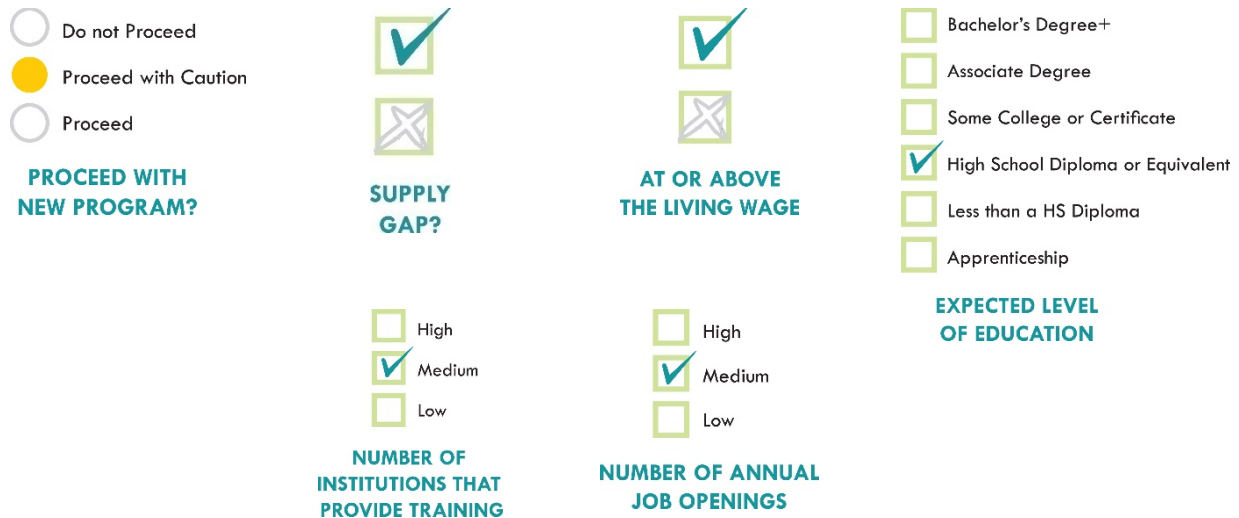 Do not Proceed
Proceed with Caution
Proceed
PROCEED WITH
NEW PROGRAM?
SUPPLY
GAP?
AT OR ABOVE
THE LIVING WAGE
Bachelor's Degree+
Associate Degree
Some College or Certificate
High School Diploma or Equivalent
Less than a HS Diploma
Apprenticeship
EXPECTED LEVEL
OF EDUCATION
High
Medium
Low
NUMBER OF
INSTITUTIONS THAT
PROVIDE TRAINING
High
Medium
Low
NUMBER OF ANNUAL
JOB OPENINGS